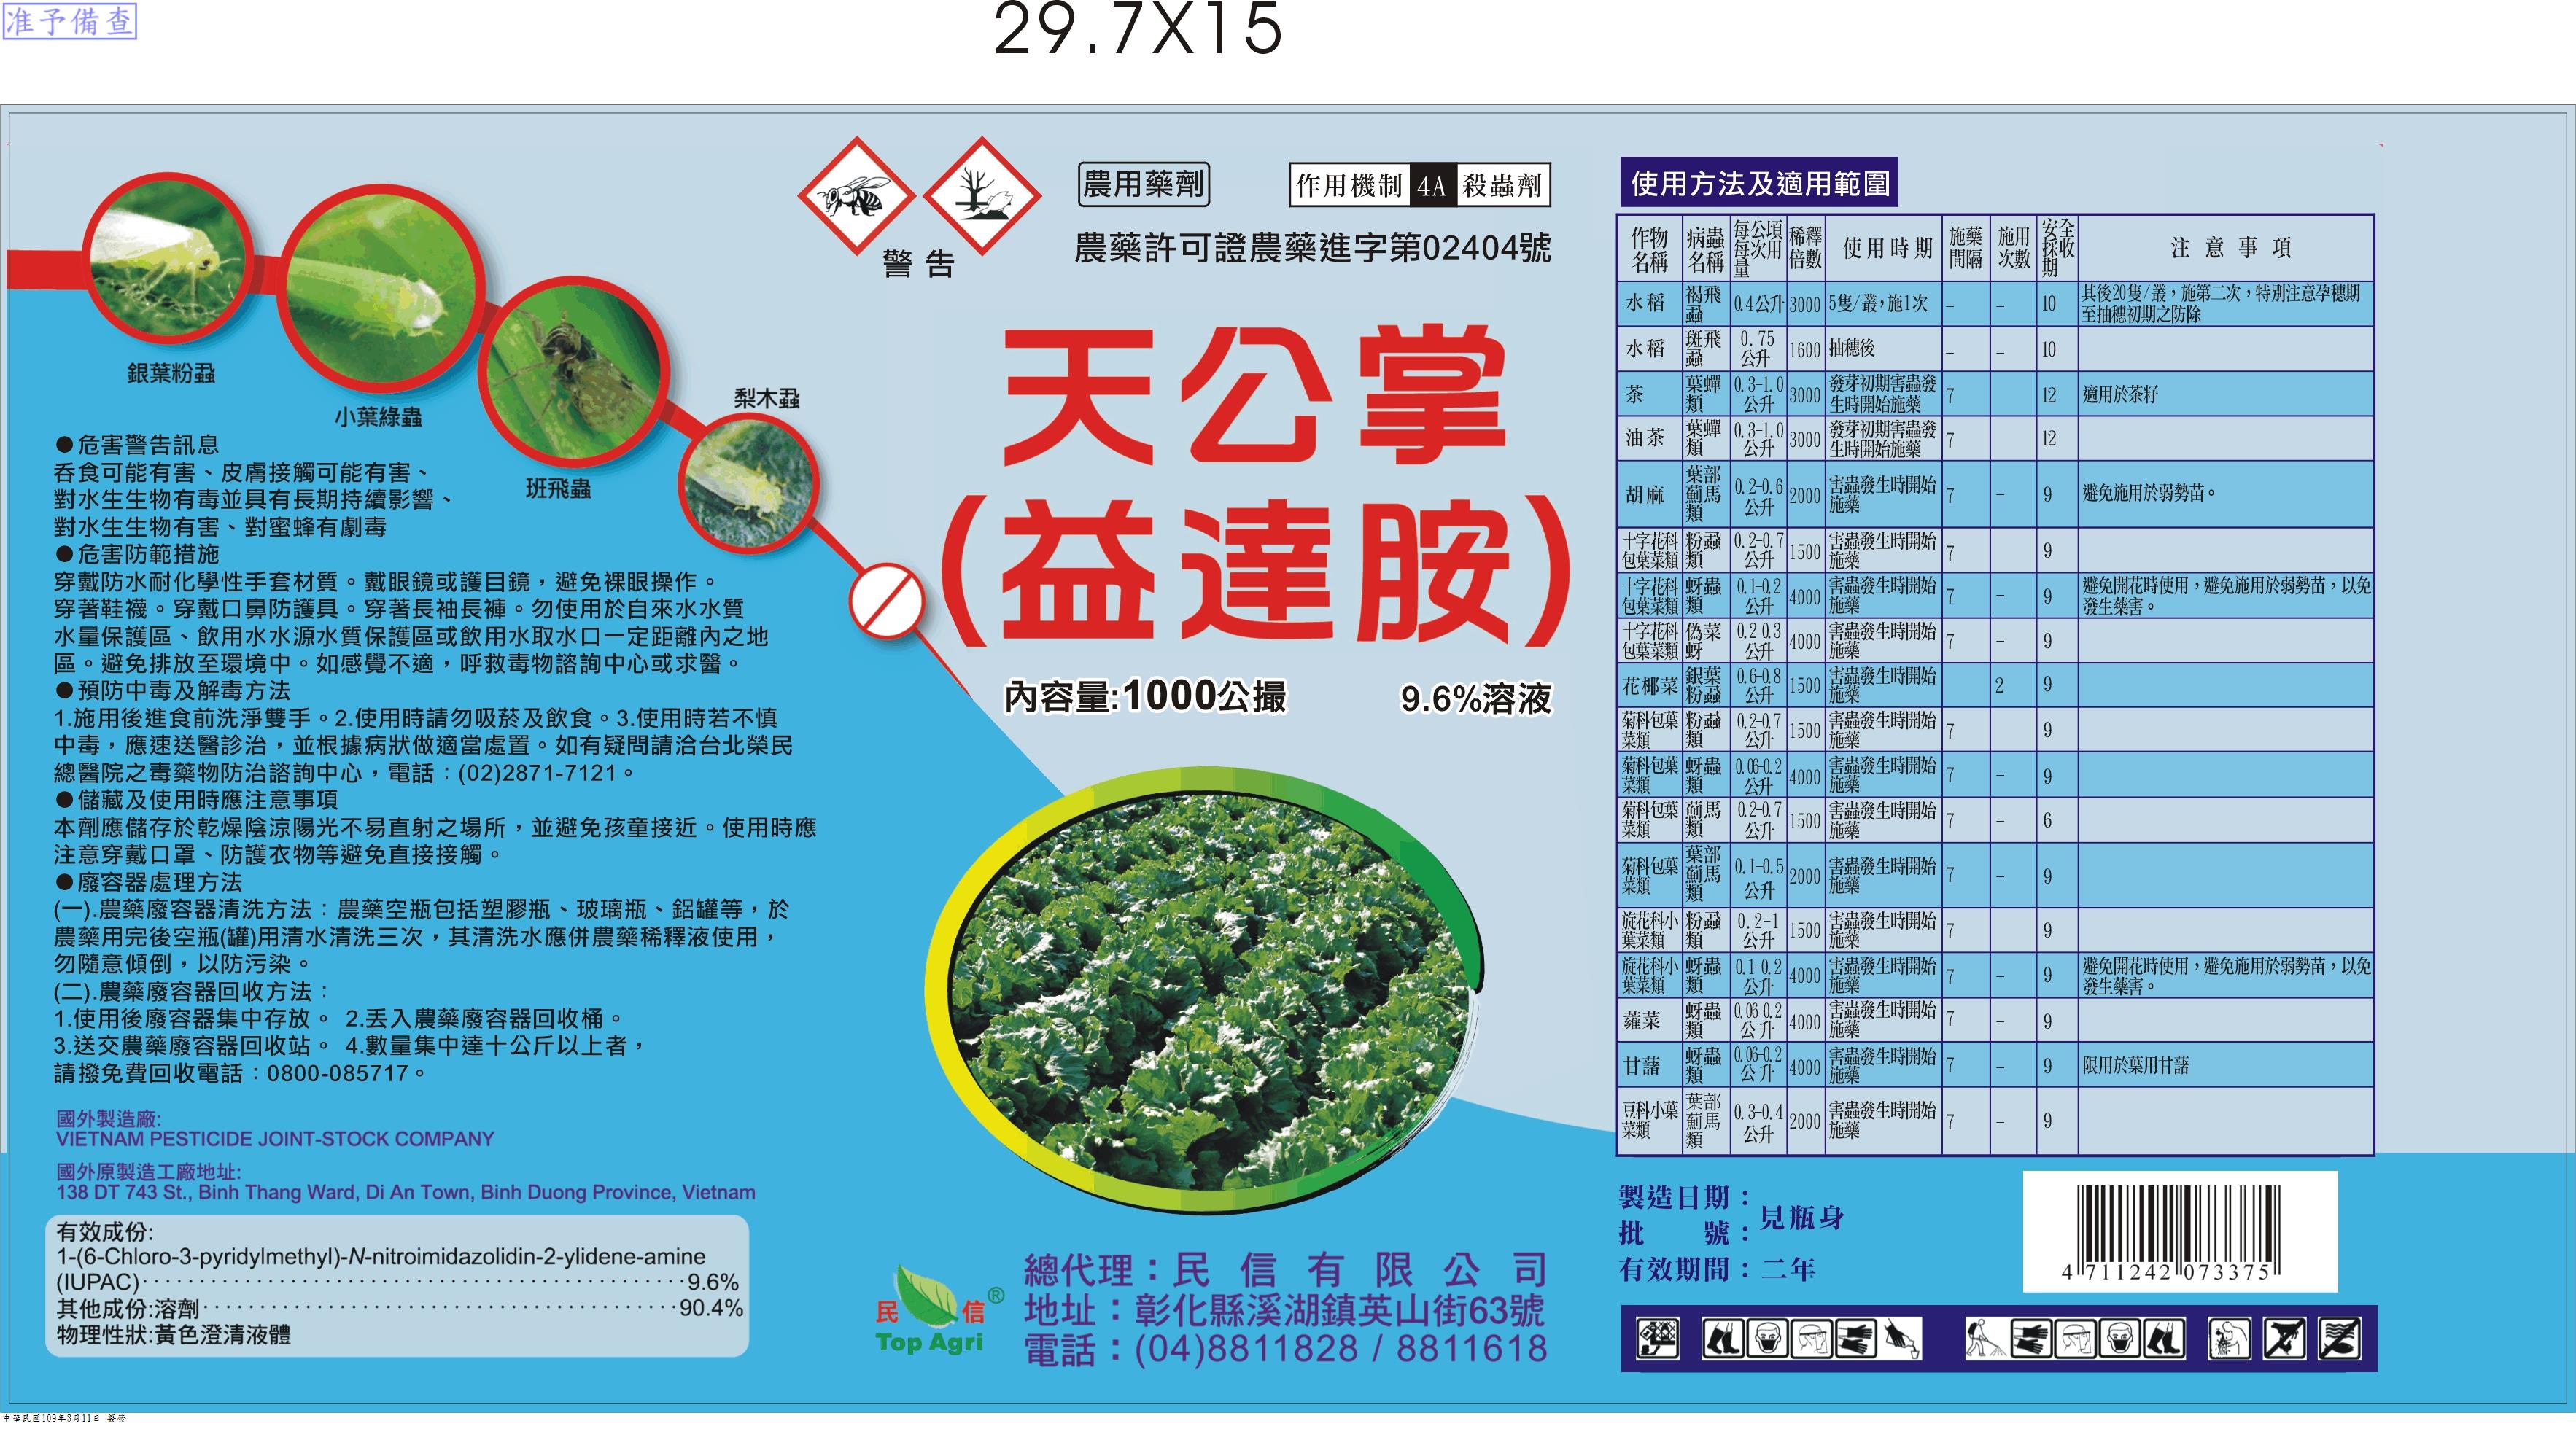 准予備查
29.7X15
銀葉粉蝨
小葉綠蟲
班飛蟲
梨木蝨
●危害警告訊息
吞食可能有害、皮膚接觸可能有害、
對水生生物有毒並具有長期持續影響、
對水生生物有害、對蜜蜂有劇毒
●危害防範措施
穿戴防水耐化學性手套材質。戴眼鏡或護目鏡，避免裸眼操作。
穿著鞋襪。穿戴口鼻防護具。穿著長袖長褲。勿使用於自來水水質
水量保護區、飲用水水源水質保護區或飲用水取水口一定距離內之地
區。避免排放至環境中。如感覺不適，呼救毒物諮詢中心或求醫。
●預防中毒及解毒方法
1.施用後進食前洗淨雙手。2.使用時請勿吸菸及飲食。3.使用時若不慎
中毒，應速送醫診治，並根據病狀做適當處置。如有疑問請洽台北榮民
總醫院之毒藥物防治諮詢中心，電話：(02)2871-7121。
●儲藏及使用時應注意事項
本劑應儲存於乾燥陰涼陽光不易直射之場所，並避免孩童接近。使用時應
注意穿戴口罩、防護衣物等避免直接接觸。
●廢容器處理方法
(一).農藥廢容器清洗方法：農藥空瓶包括塑膠瓶、玻璃瓶、鋁罐等，於
農藥用完後空瓶(罐)用清水清洗三次，其清洗水應併農藥稀釋液使用，
勿隨意傾倒，以防污染。
(二).農藥廢容器回收方法：
1.使用後廢容器集中存放。 2.丟入農藥廢容器回收桶。
3.送交農藥廢容器回收站。 4.數量集中達十公斤以上者，
請撥免費回收電話：0800-085717。
國外製造廠:
VIETNAM PESTICIDE JOINT-STOCK COMPANY
國外原製造工廠地址:
138 DT 743 St., Binh Thang Ward, Di An Town, Binh Duong Province, Vietnam
有效成份:
1-(6-Chloro-3-pyridylmethyl)-N-nitroimidazolidin-2-ylidene-amine
(IUPAC)··············································9.6%
其他成份:溶劑········································90.4%
物理性狀:黃色澄清液體
警告
農用藥劑
作用機制 4A 殺蟲劑
農藥許可證農藥進字第02404號
天公掌
(益達胺)
內容量:1000公撮 9.6%溶液
民信®
Top Agri
總代理：民信有限公司
地址：彰化縣溪湖鎮英山街63號
電話：(04)8811828 / 8811618
使用方法及適用範圍
作物名稱 病蟲名稱 每公頃每次用量 稀釋倍數 使用時期 施藥間隔 施用次數 安全採收期 注意事項
水稻 褐飛蝨 0.4公升 3000 5隻/叢，施1次 － － 10 其後20隻/叢，施第二次，特別注意孕穗期至抽穗初期之防除
水稻 斑飛蝨 0.75公升 1600 抽穗後 － － 10
茶 葉蟬類 0.3-1.0公升 3000 發芽初期害蟲發生時開始施藥 7 12 適用於茶籽
油茶 葉蟬類 0.3-1.0公升 3000 發芽初期害蟲發生時開始施藥 7 12
胡麻 葉部薊馬類 0.2-0.6公升 2000 害蟲發生時開始施藥 7 － 9 避免施用於弱勢苗。
十字花科包葉菜類 粉蝨類 0.2-0.7公升 1500 害蟲發生時開始施藥 7 9
十字花科包葉菜類 蚜蟲類 0.1-0.2公升 4000 害蟲發生時開始施藥 7 － 9 避免開花時使用，避免施用於弱勢苗，以免發生藥害。
十字花科包葉菜類 偽菜蚜 0.2-0.3公升 4000 害蟲發生時開始施藥 7 － 9
花椰菜 銀葉粉蝨 0.6-0.8公升 1500 害蟲發生時開始施藥 2 9
菊科包葉菜類 粉蝨類 0.2-0.7公升 1500 害蟲發生時開始施藥 7 9
菊科包葉菜類 蚜蟲類 0.06-0.2公升 4000 害蟲發生時開始施藥 7 － 9
菊科包葉菜類 薊馬類 0.2-0.7公升 1500 害蟲發生時開始施藥 7 － 6
菊科包葉菜類 葉部薊馬類 0.1-0.5公升 2000 害蟲發生時開始施藥 7 － 9
旋花科小葉菜類 粉蝨類 0.2-1公升 1500 害蟲發生時開始施藥 7 9
旋花科小葉菜類 蚜蟲類 0.1-0.2公升 4000 害蟲發生時開始施藥 7 － 9 避免開花時使用，避免施用於弱勢苗，以免發生藥害。
蕹菜 蚜蟲類 0.06-0.2公升 4000 害蟲發生時開始施藥 7 － 9
甘藷 蚜蟲類 0.06-0.2公升 4000 害蟲發生時開始施藥 7 － 9 限用於葉用甘藷
豆科小葉菜類 葉部薊馬類 0.3-0.4公升 2000 害蟲發生時開始施藥 7 － 9
製造日期：
批　　號：見瓶身
有效期間：二年
4 711242 073375
中華民國109年3月11日 簽發